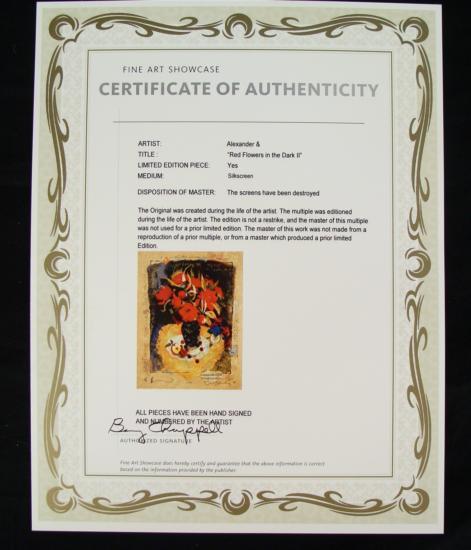 FINE ART SHOWCASE
CERTIFICATE OF AUTHENTICITY
ARTIST: Alexander &
TITLE : "Red Flowers in the Dark II"
LIMITED EDITION PIECE: Yes
MEDIUM: Silkscreen
DISPOSITION OF MASTER: The screens have been destroyed
The Original was created during the life of the artist. The multiple was editioned
during the life of the artist. The edition is not a restrike, and the master of this multiple
was not used for a prior limited edition. The master of this work was not made from a
reproduction of a prior multiple, or from a master which produced a prior limited
Edition.
ALL PIECES HAVE BEEN HAND SIGNED
AND NUMBERED BY THE ARTIST
AUTHORIZED SIGNATURE
Fine Art Showcase does hereby certify and guarantee that the above information is correct
based on the information provided by the publisher.